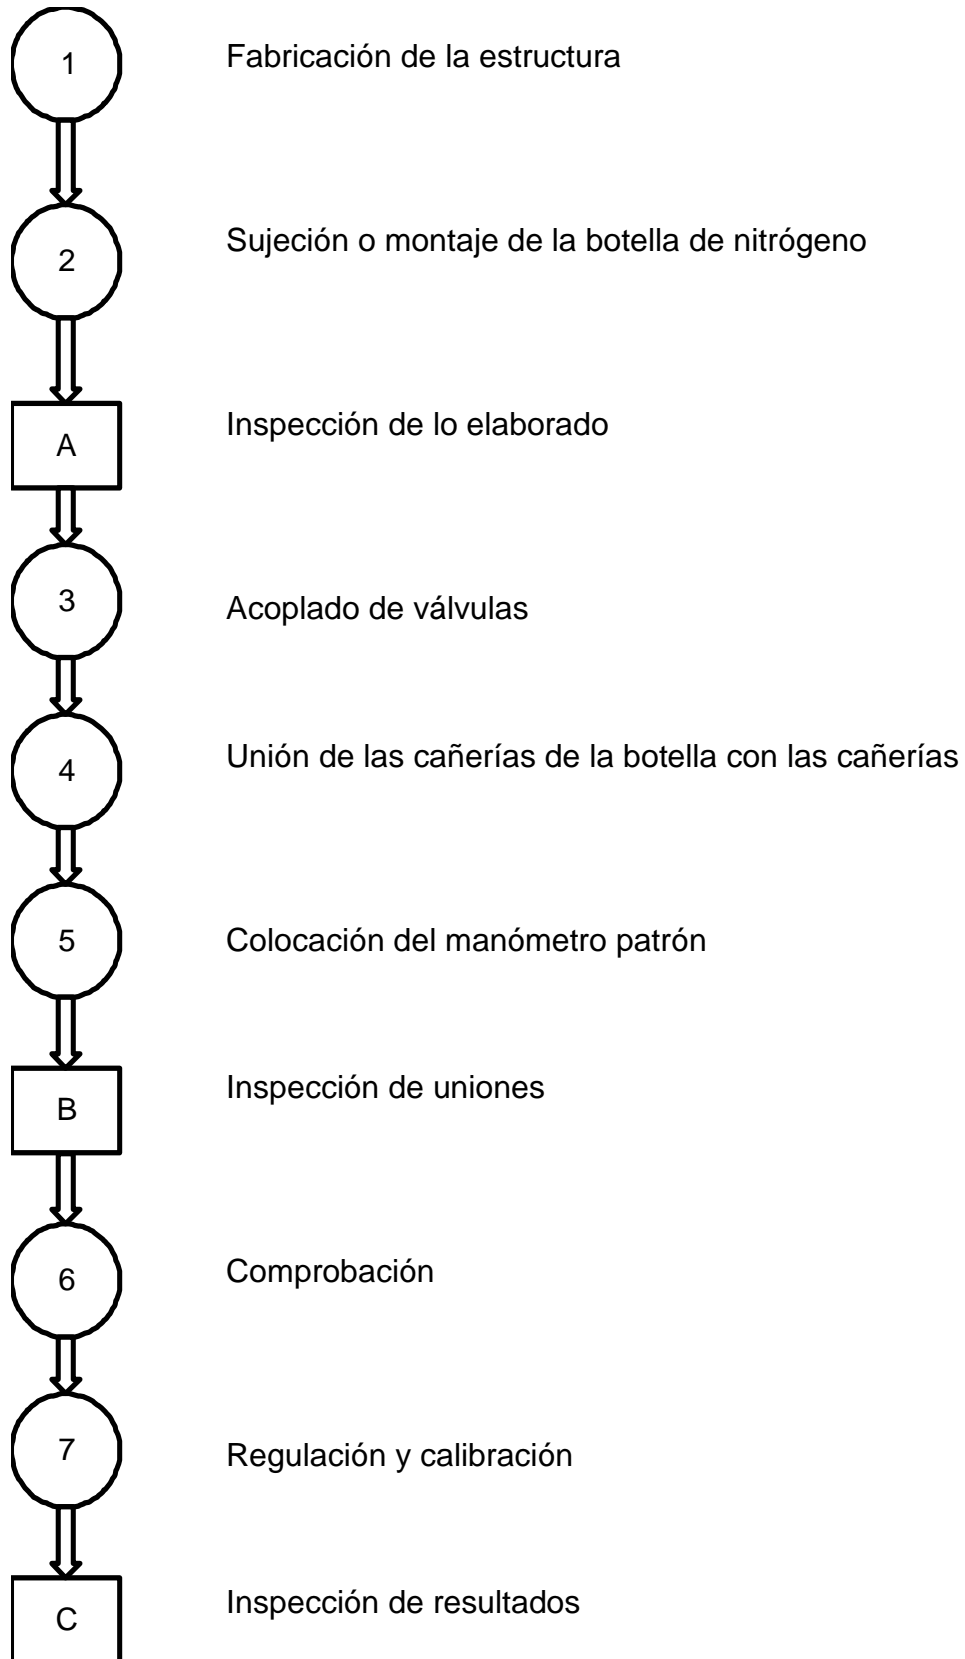 1 Fabricación de la estructura
2 Sujeción o montaje de la botella de nitrógeno
A Inspección de lo elaborado
3 Acoplado de válvulas
4 Unión de las cañerías de la botella con las cañerías
5 Colocación del manómetro patrón
B Inspección de uniones
6 Comprobación
7 Regulación y calibración
C Inspección de resultados